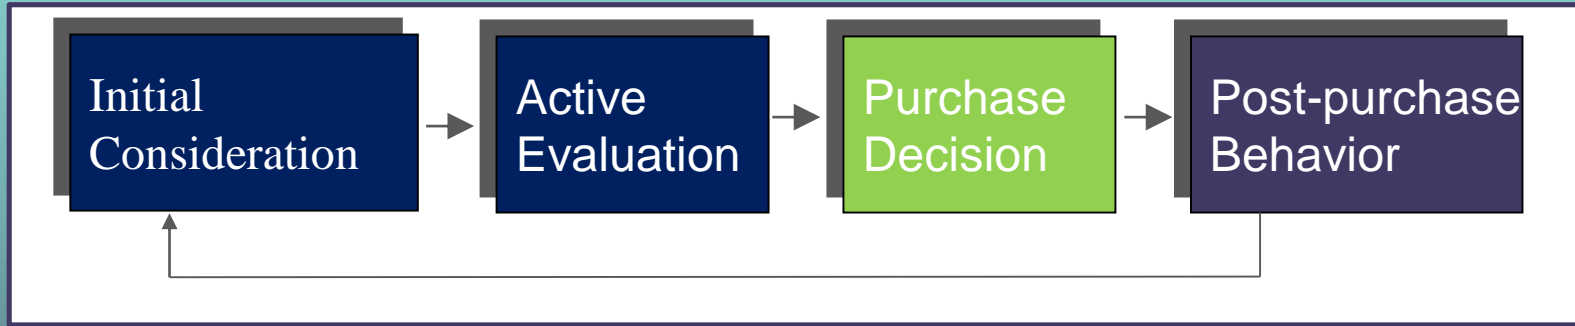 Initial
Consideration
Active
Evaluation
Purchase
Decision
Post-purchase
Behavior